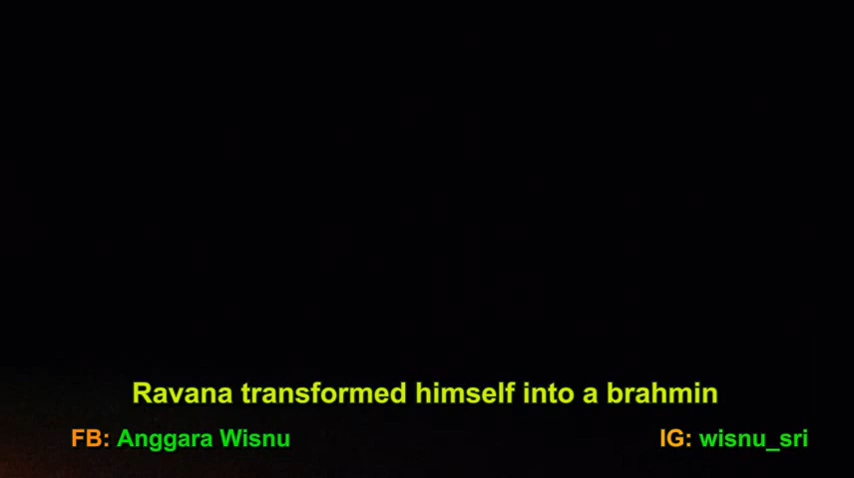 Ravana transformed himself into a brahmin
FB: Anggara Wisnu IG: wisnu_sri